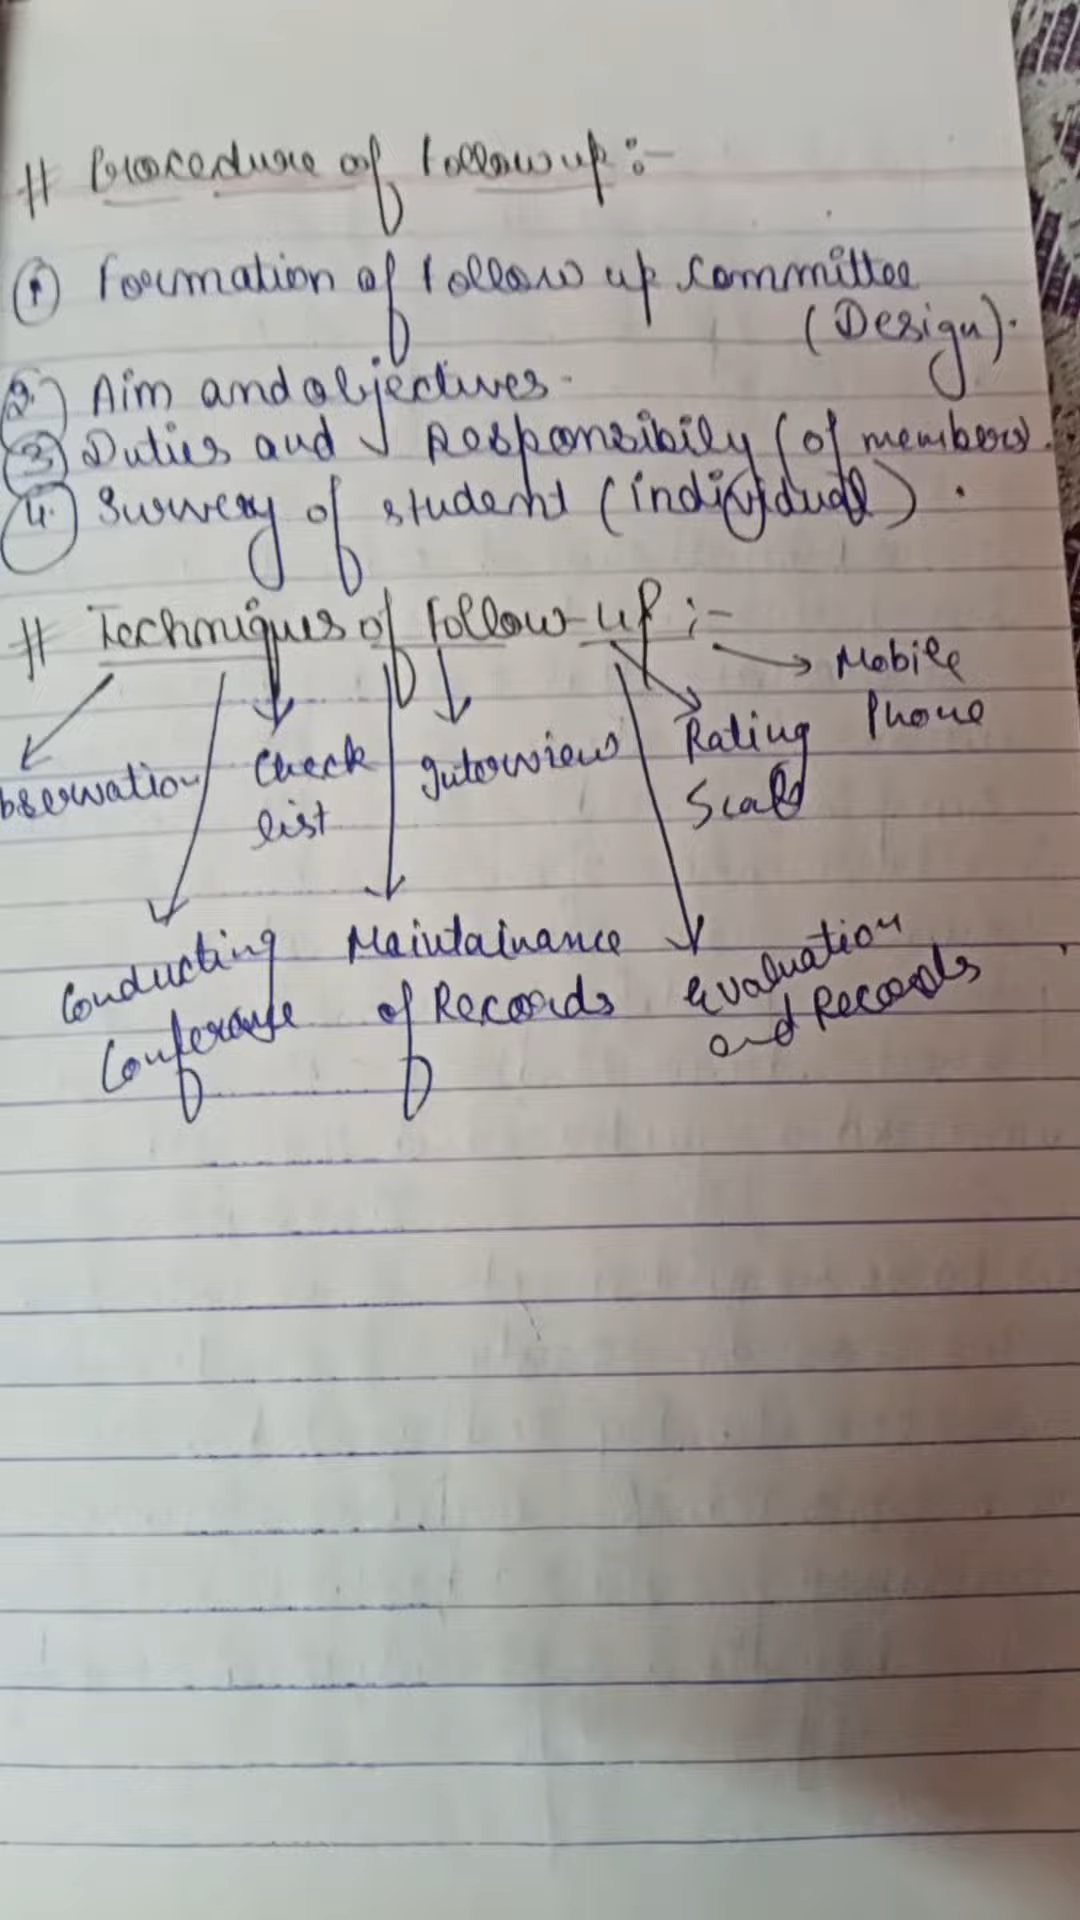 # Procedure of follow up :-
① Formation of follow up committee
(Design).
2. Aim and objectives.
3 Duties and Responsibily (of members).
4. Survey of student (individual).
# Techniques of follow-up :-
Mobile
Phone
bservation
Check
list
Interview
Rating
Scale
Conducting
Maintainance
of Records
Evaluation
and Records